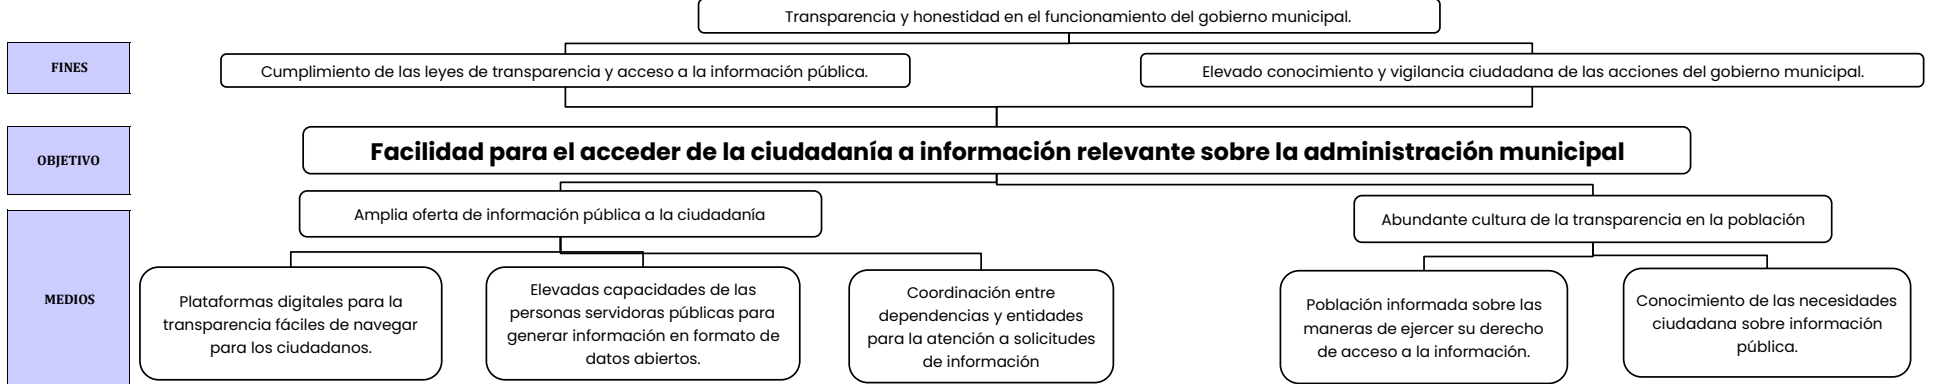 Transparencia y honestidad en el funcionamiento del gobierno municipal.
FINES
Cumplimiento de las leyes de transparencia y acceso a la información pública.
Elevado conocimiento y vigilancia ciudadana de las acciones del gobierno municipal.
OBJETIVO
Facilidad para el acceder de la ciudadanía a información relevante sobre la administración municipal
Amplia oferta de información pública a la ciudadanía
Abundante cultura de la transparencia en la población
MEDIOS
Plataformas digitales para la
transparencia fáciles de navegar
para los ciudadanos.
Elevadas capacidades de las
personas servidoras públicas para
generar información en formato de
datos abiertos.
Coordinación entre
dependencias y entidades
para la atención a solicitudes
de información
Población informada sobre las
maneras de ejercer su derecho
de acceso a la información.
Conocimiento de las necesidades
ciudadana sobre información
pública.